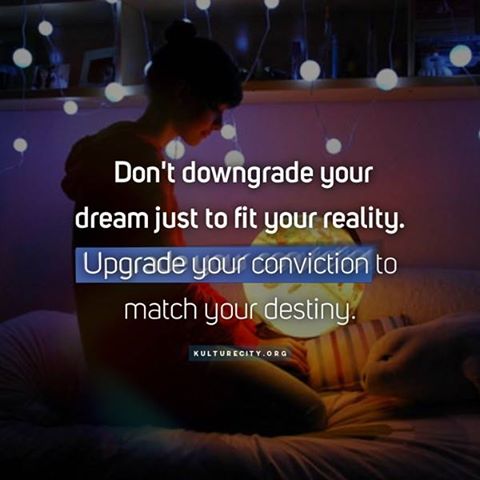 Don't downgrade your
dream just to fit your reality.
Upgrade your conviction to
match your destiny.
KULTURECITY.ORG